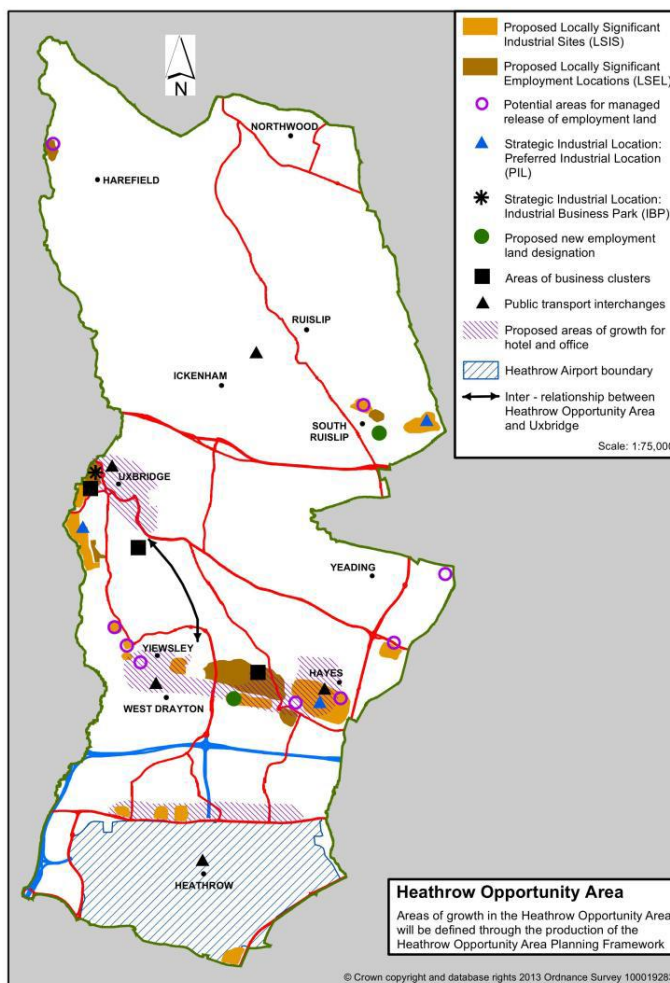 Proposed Locally Significant
Industrial Sites (LSIS)
Proposed Locally Significant
Employment Locations (LSEL)
Potential areas for managed
release of employment land
Strategic Industrial Location:
Preferred Industrial Location
(PIL)
Strategic Industrial Location:
Industrial Business Park (IBP)
Proposed new employment
land designation
Areas of business clusters
Public transport interchanges
Proposed areas of growth for
hotel and office
Heathrow Airport boundary
Inter - relationship between
Heathrow Opportunity Area
and Uxbridge
Scale: 1:75,000
N
NORTHWOOD
HAREFIELD
RUISLIP
ICKENHAM
SOUTH
RUISLIP
UXBRIDGE
YEADING
YIEWSLEY
HAYES
WEST DRAYTON
HEATHROW
Heathrow Opportunity Area
Areas of growth in the Heathrow Opportunity Area
will be defined through the production of the
Heathrow Opportunity Area Planning Framework
© Crown copyright and database rights 2013 Ordnance Survey 100019283